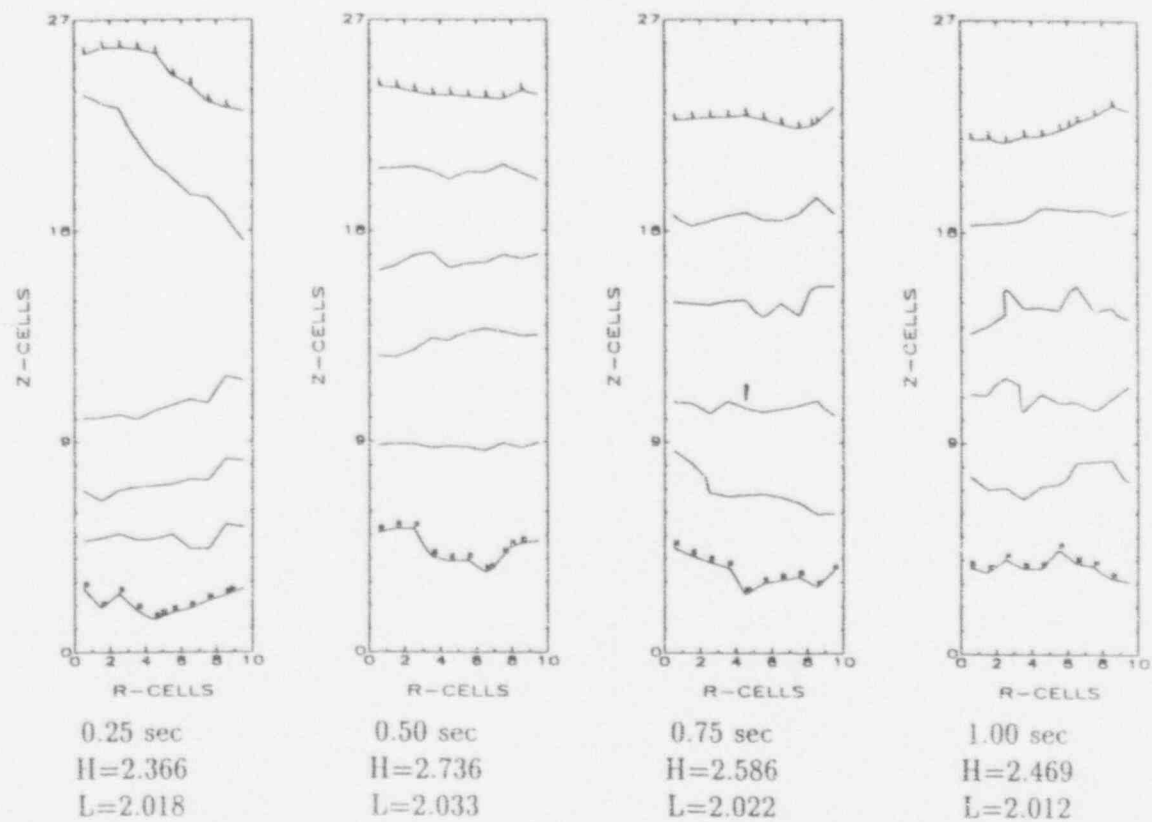 27
18
9
0
Z-CELLS
0 2 4 6 8 10
R-CELLS
0.25 sec
H=2.366
L=2.018
27
18
9
0
Z-CELLS
0 2 4 6 8 10
R-CELLS
0.50 sec
H=2.736
L=2.033
27
18
9
0
Z-CELLS
0 2 4 6 8 10
R-CELLS
0.75 sec
H=2.586
L=2.022
27
18
9
0
Z-CELLS
0 2 4 6 8 10
R-CELLS
1.00 sec
H=2.469
L=2.012